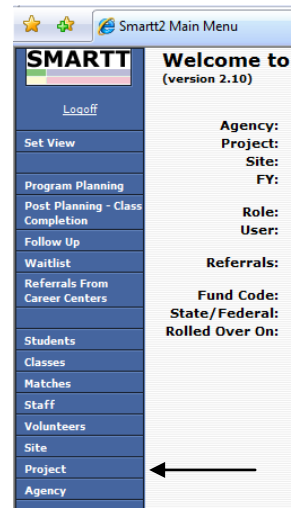 Smartt2 Main Menu
SMARTT
Logoff
Set View
Program Planning
Post Planning - Class
Completion
Follow Up
Waitlist
Referrals From
Career Centers
Students
Classes
Matches
Staff
Volunteers
Site
Project
Agency
Welcome to
(version 2.10)
Agency:
Project:
Site:
FY:
Role:
User:
Referrals:
Fund Code:
State/Federal:
Rolled Over On: